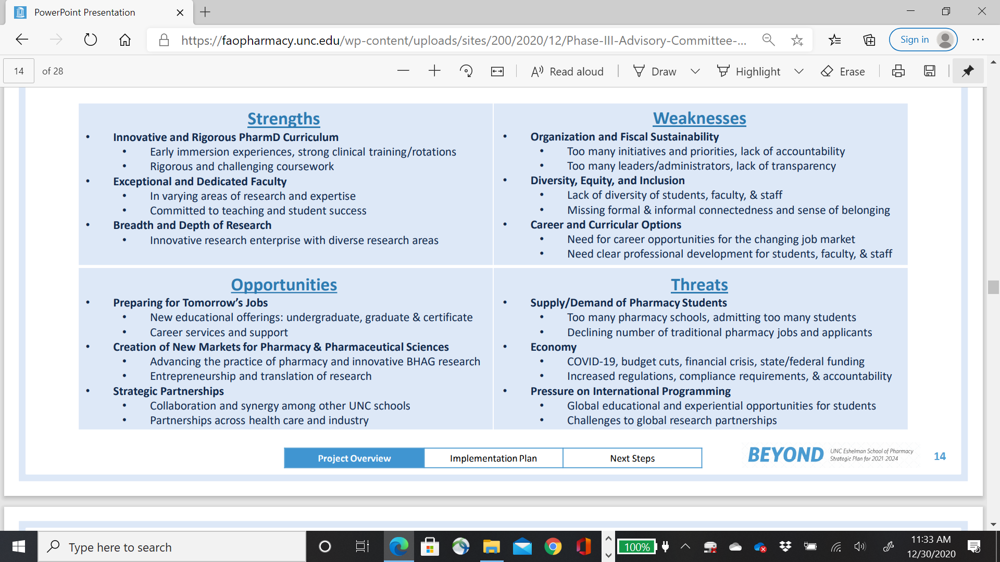 PowerPoint Presentation
https://faopharmacy.unc.edu/wp-content/uploads/sites/200/2020/12/Phase-III-Advisory-Committee-...
Sign in
14 of 28
Read aloud
Draw
Highlight
Erase
Strengths
• Innovative and Rigorous PharmD Curriculum
• Early immersion experiences, strong clinical training/rotations
• Rigorous and challenging coursework
• Exceptional and Dedicated Faculty
• In varying areas of research and expertise
• Committed to teaching and student success
• Breadth and Depth of Research
• Innovative research enterprise with diverse research areas
Weaknesses
• Organization and Fiscal Sustainability
• Too many initiatives and priorities, lack of accountability
• Too many leaders/administrators, lack of transparency
• Diversity, Equity, and Inclusion
• Lack of diversity of students, faculty, & staff
• Missing formal & informal connectedness and sense of belonging
• Career and Curricular Options
• Need for career opportunities for the changing job market
• Need clear professional development for students, faculty, & staff
Opportunities
• Preparing for Tomorrow's Jobs
• New educational offerings: undergraduate, graduate & certificate
• Career services and support
• Creation of New Markets for Pharmacy & Pharmaceutical Sciences
• Advancing the practice of pharmacy and innovative BHAG research
• Entrepreneurship and translation of research
• Strategic Partnerships
• Collaboration and synergy among other UNC schools
• Partnerships across health care and industry
Threats
• Supply/Demand of Pharmacy Students
• Too many pharmacy schools, admitting too many students
• Declining number of traditional pharmacy jobs and applicants
• Economy
• COVID-19, budget cuts, financial crisis, state/federal funding
• Increased regulations, compliance requirements, & accountability
• Pressure on International Programming
• Global educational and experiential opportunities for students
• Challenges to global research partnerships
Project Overview
Implementation Plan
Next Steps
BEYOND
UNC Eshelman School of Pharmacy
Strategic Plan for 2021-2024
14
Type here to search
100%
11:33 AM
12/30/2020